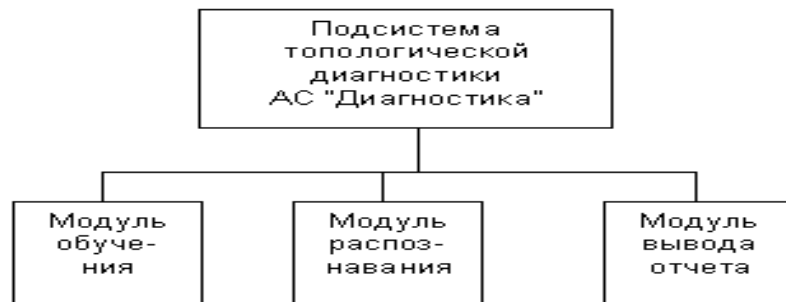 Подсистема
топологической
диагностики
АС "Диагностика"
Модуль
обуче-
ния
Модуль
распоз-
навания
Модуль
вывода
отчета